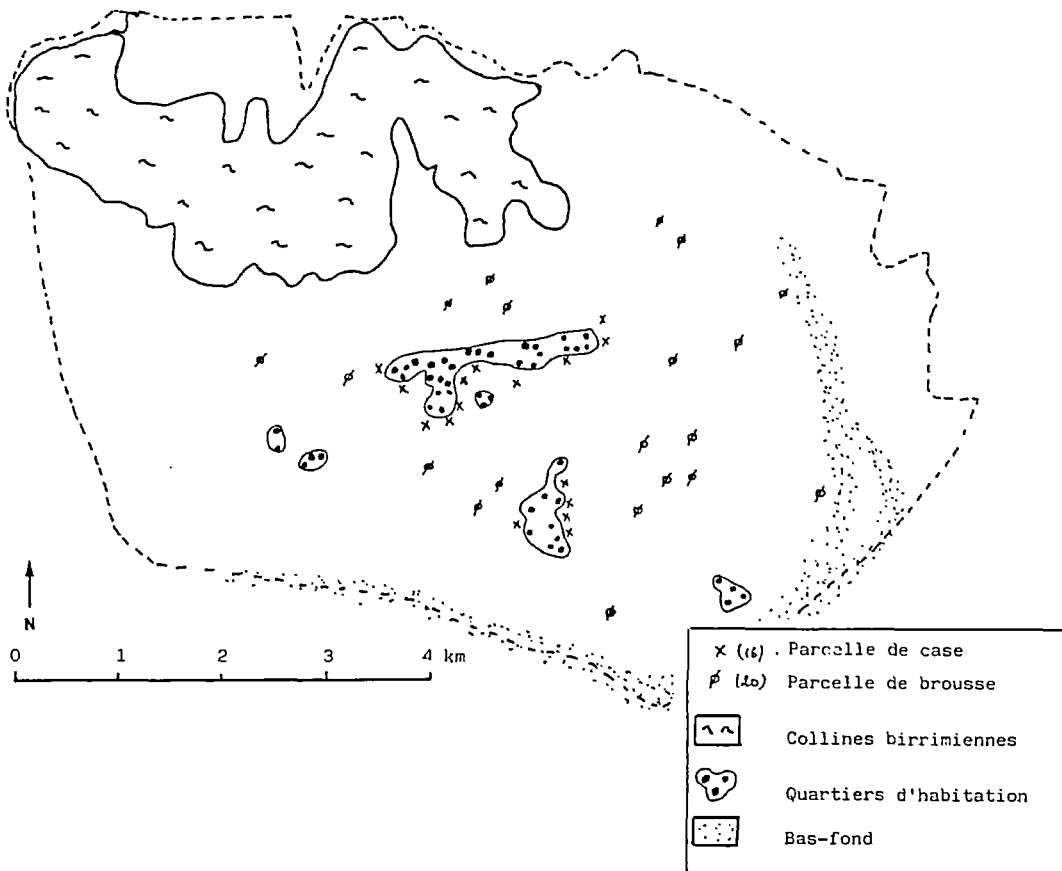 N
0 1 2 3 4 km
x (16) . Parcelle de case
ø (20) Parcelle de brousse
Collines birrimiennes
Quartiers d'habitation
Bas-fond